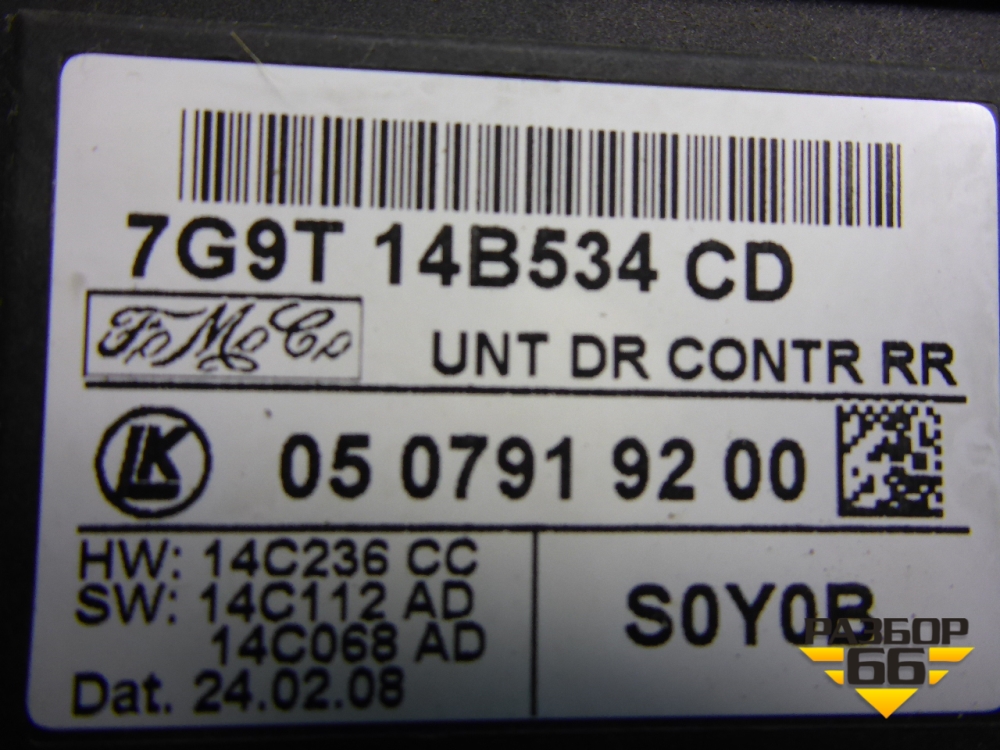 7G9T 14B534 CD
FoMoCo
UNT DR CONTR RR
LK 05 0791 92 00
HW: 14C236 CC
SW: 14C112 AD
14C068 AD
Dat. 24.02.08
S0Y0B
РАЗБОР
66